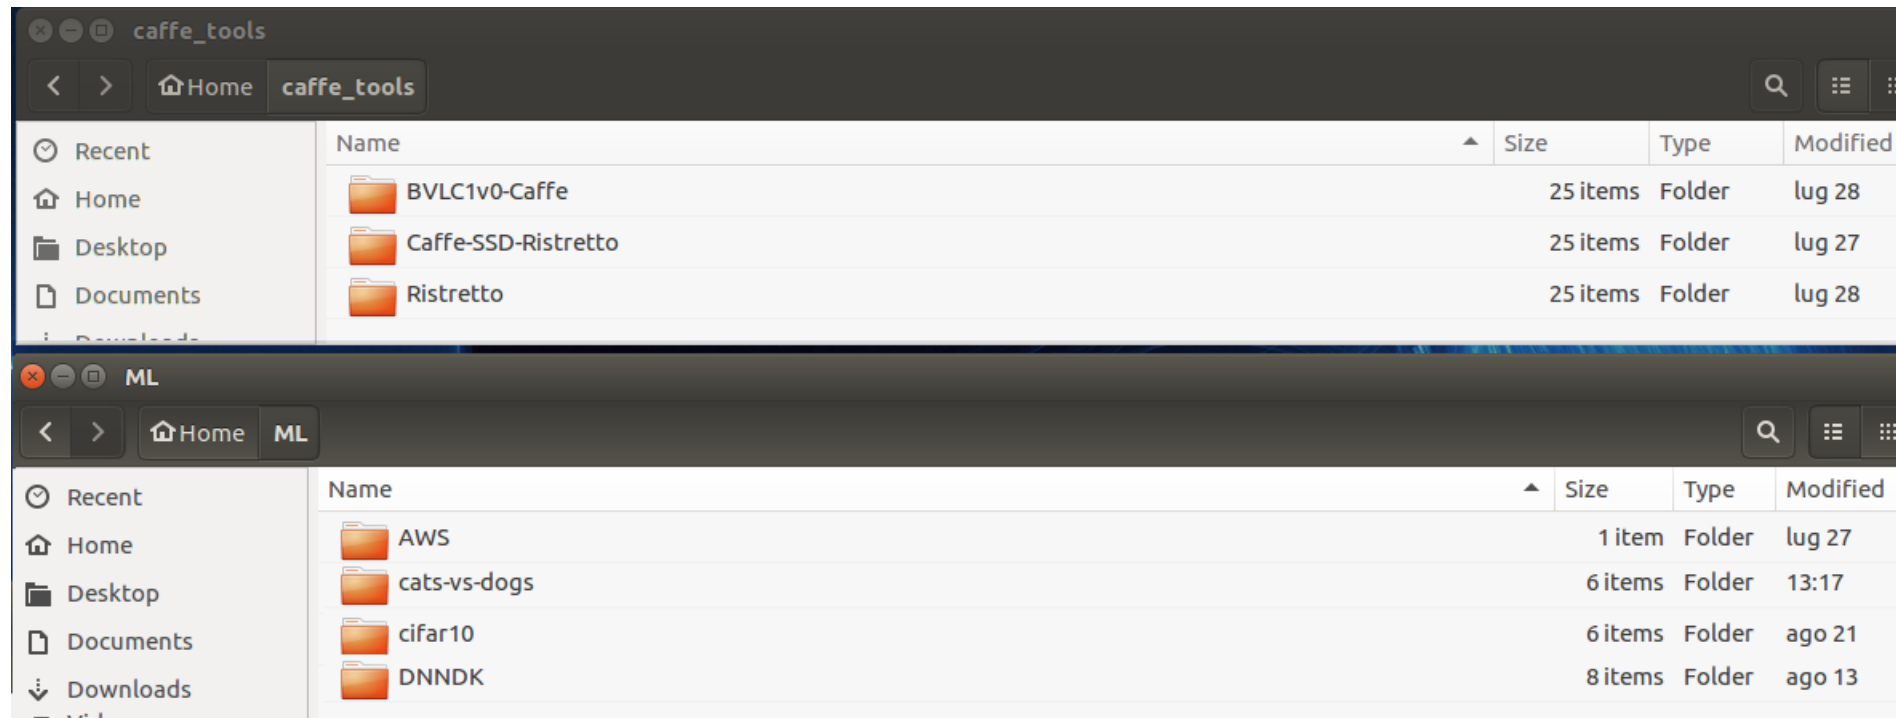 caffe_tools
Home caffe_tools
Name Size Type Modified
Recent
Home
Desktop
Documents
Downloads
BVLC1v0-Caffe 25 items Folder lug 28
Caffe-SSD-Ristretto 25 items Folder lug 27
Ristretto 25 items Folder lug 28
ML
Home ML
Name Size Type Modified
Recent
Home
Desktop
Documents
Downloads
AWS 1 item Folder lug 27
cats-vs-dogs 6 items Folder 13:17
cifar10 6 items Folder ago 21
DNNDK 8 items Folder ago 13